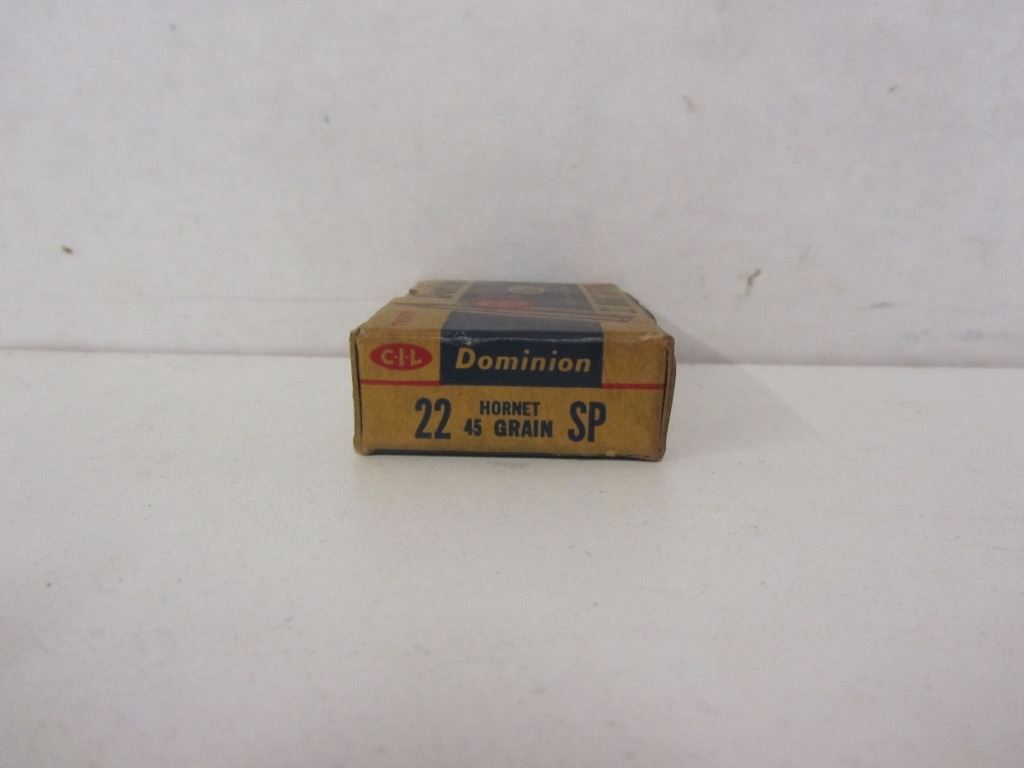 C-I-L Dominion
22 HORNET SP
45 GRAIN